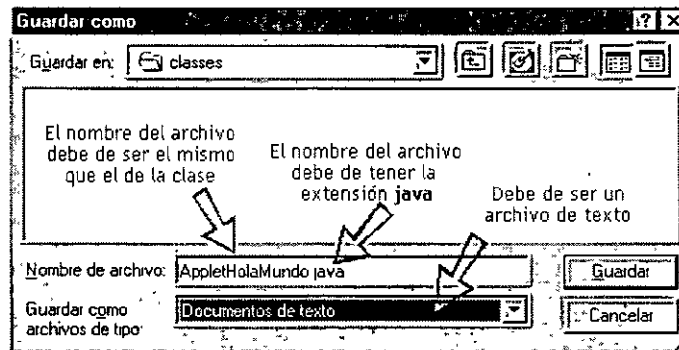 Guardar como
Guardar en: classes
El nombre del archivo
debe de ser el mismo
que el de la clase
El nombre del archivo
debe de tener la
extensión java
Debe de ser un
archivo de texto
Nombre de archivo: AppletHolaMundo java Guardar
Guardar como
archivos de tipo: Documentos de texto Cancelar